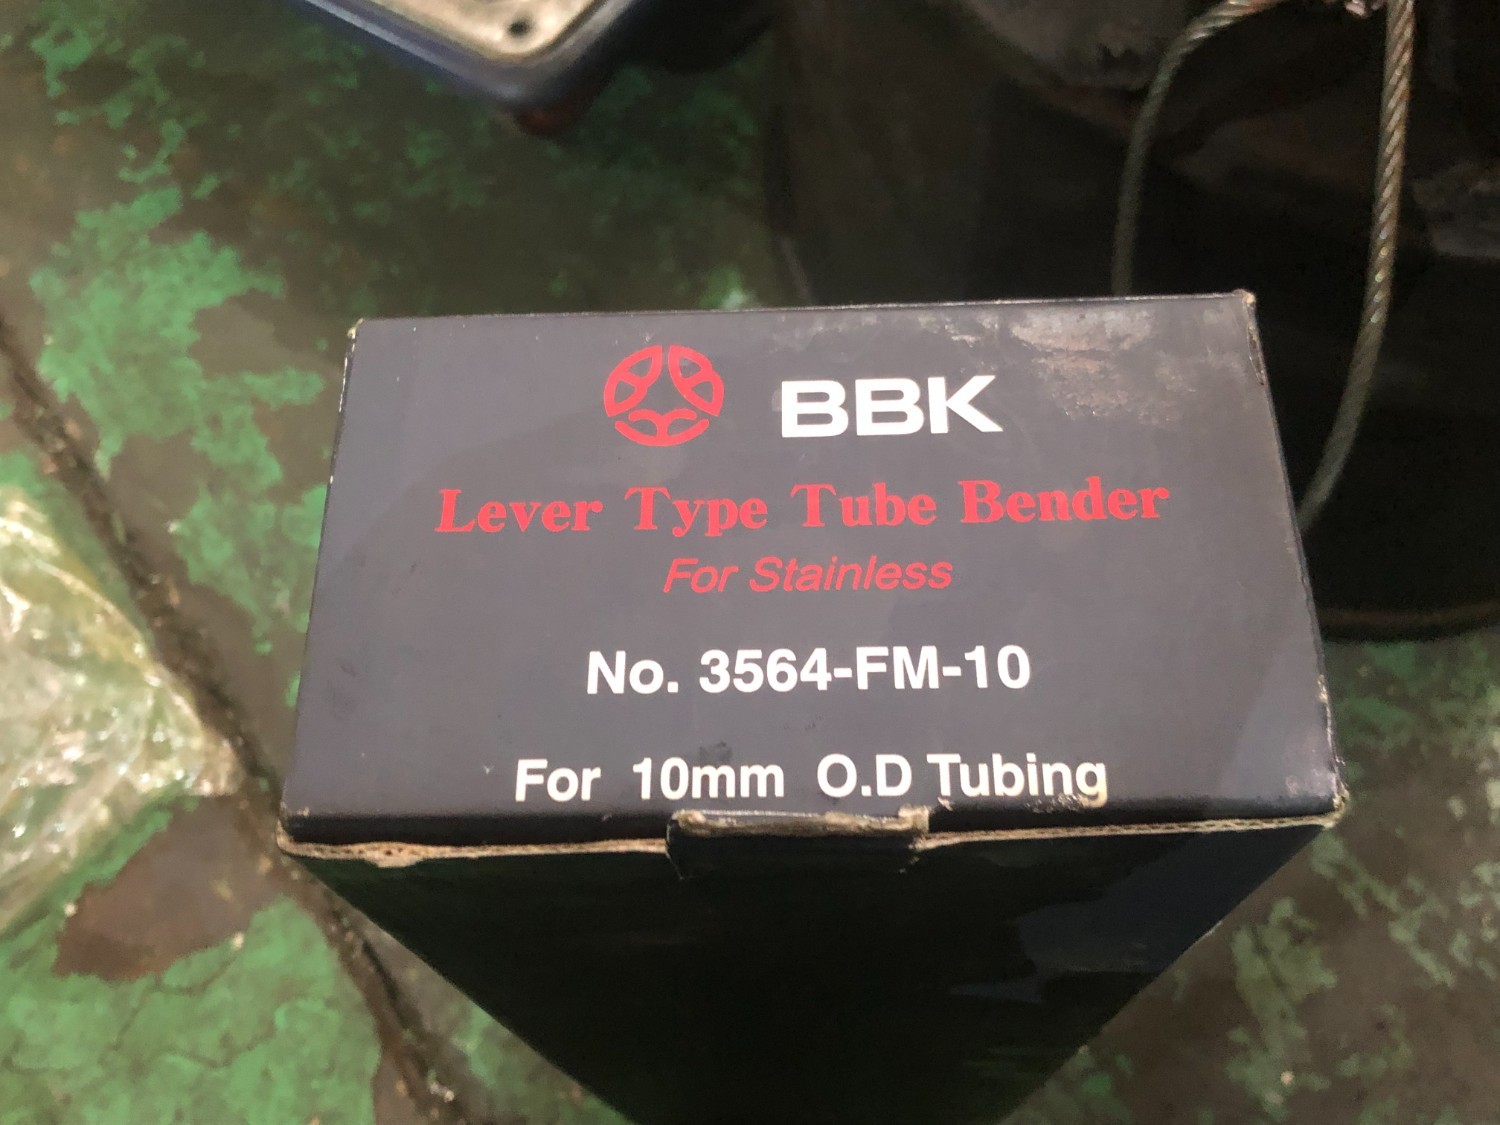 BBK
Lever Type Tube Bender
For Stainless
No. 3564-FM-10
For 10mm O.D Tubing